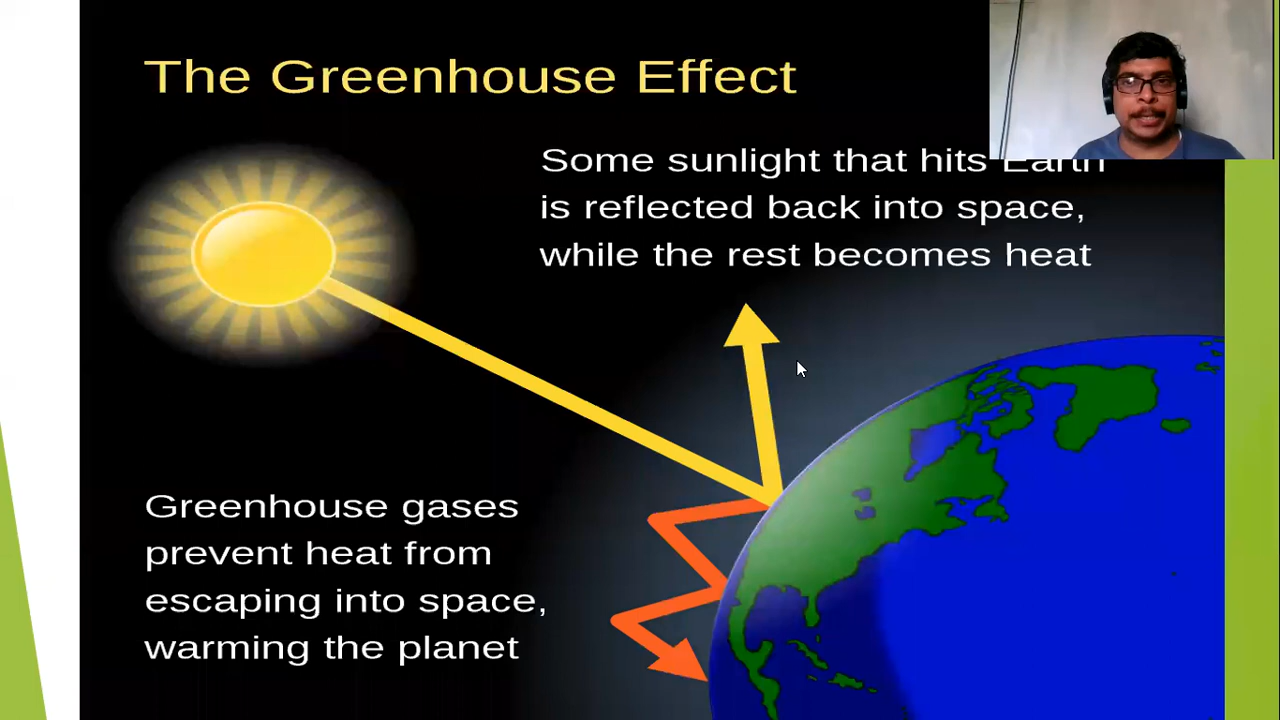 The Greenhouse Effect
Some sunlight that hits Earth
is reflected back into space,
while the rest becomes heat
Greenhouse gases
prevent heat from
escaping into space,
warming the planet